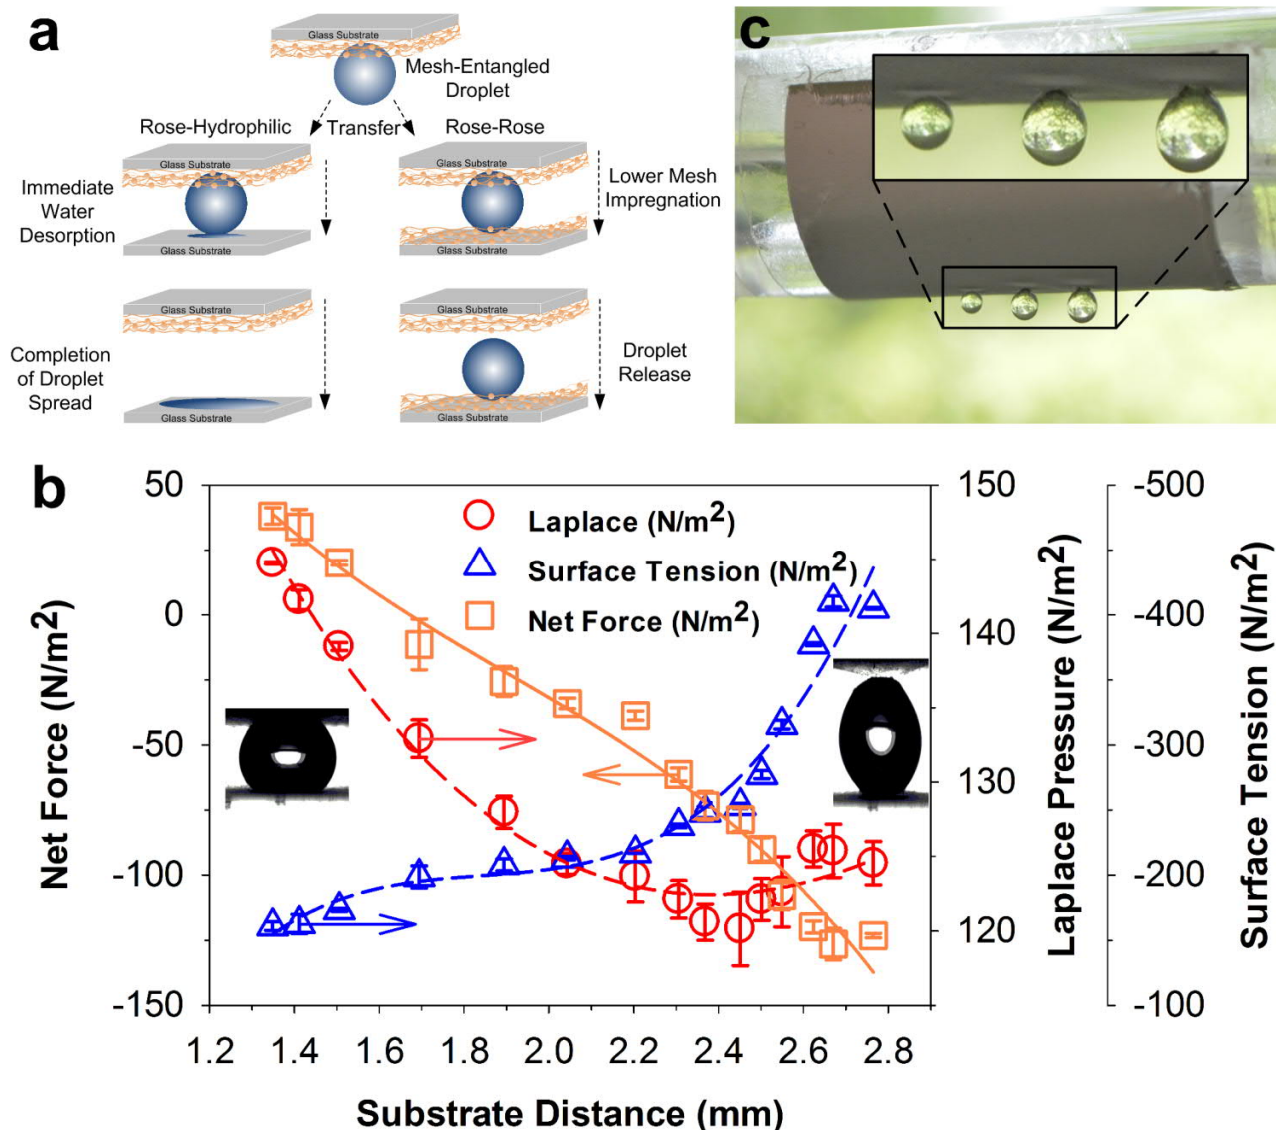 a
Glass Substrate
Mesh-Entangled
Droplet
Rose-Hydrophilic
Transfer
Rose-Rose
Glass Substrate
Glass Substrate
Immediate
Water
Desorption
Lower Mesh
Impregnation
Glass Substrate
Glass Substrate
Glass Substrate
Glass Substrate
Completion
of Droplet
Spread
Droplet
Release
Glass Substrate
Glass Substrate
c
b
50
0
-50
-100
-150
Net Force (N/m²)
Laplace (N/m²)
Surface Tension (N/m²)
Net Force (N/m²)
150
140
130
120
Laplace Pressure (N/m²)
-500
-400
-300
-200
-100
Surface Tension (N/m²)
1.2 1.4 1.6 1.8 2.0 2.2 2.4 2.6 2.8
Substrate Distance (mm)